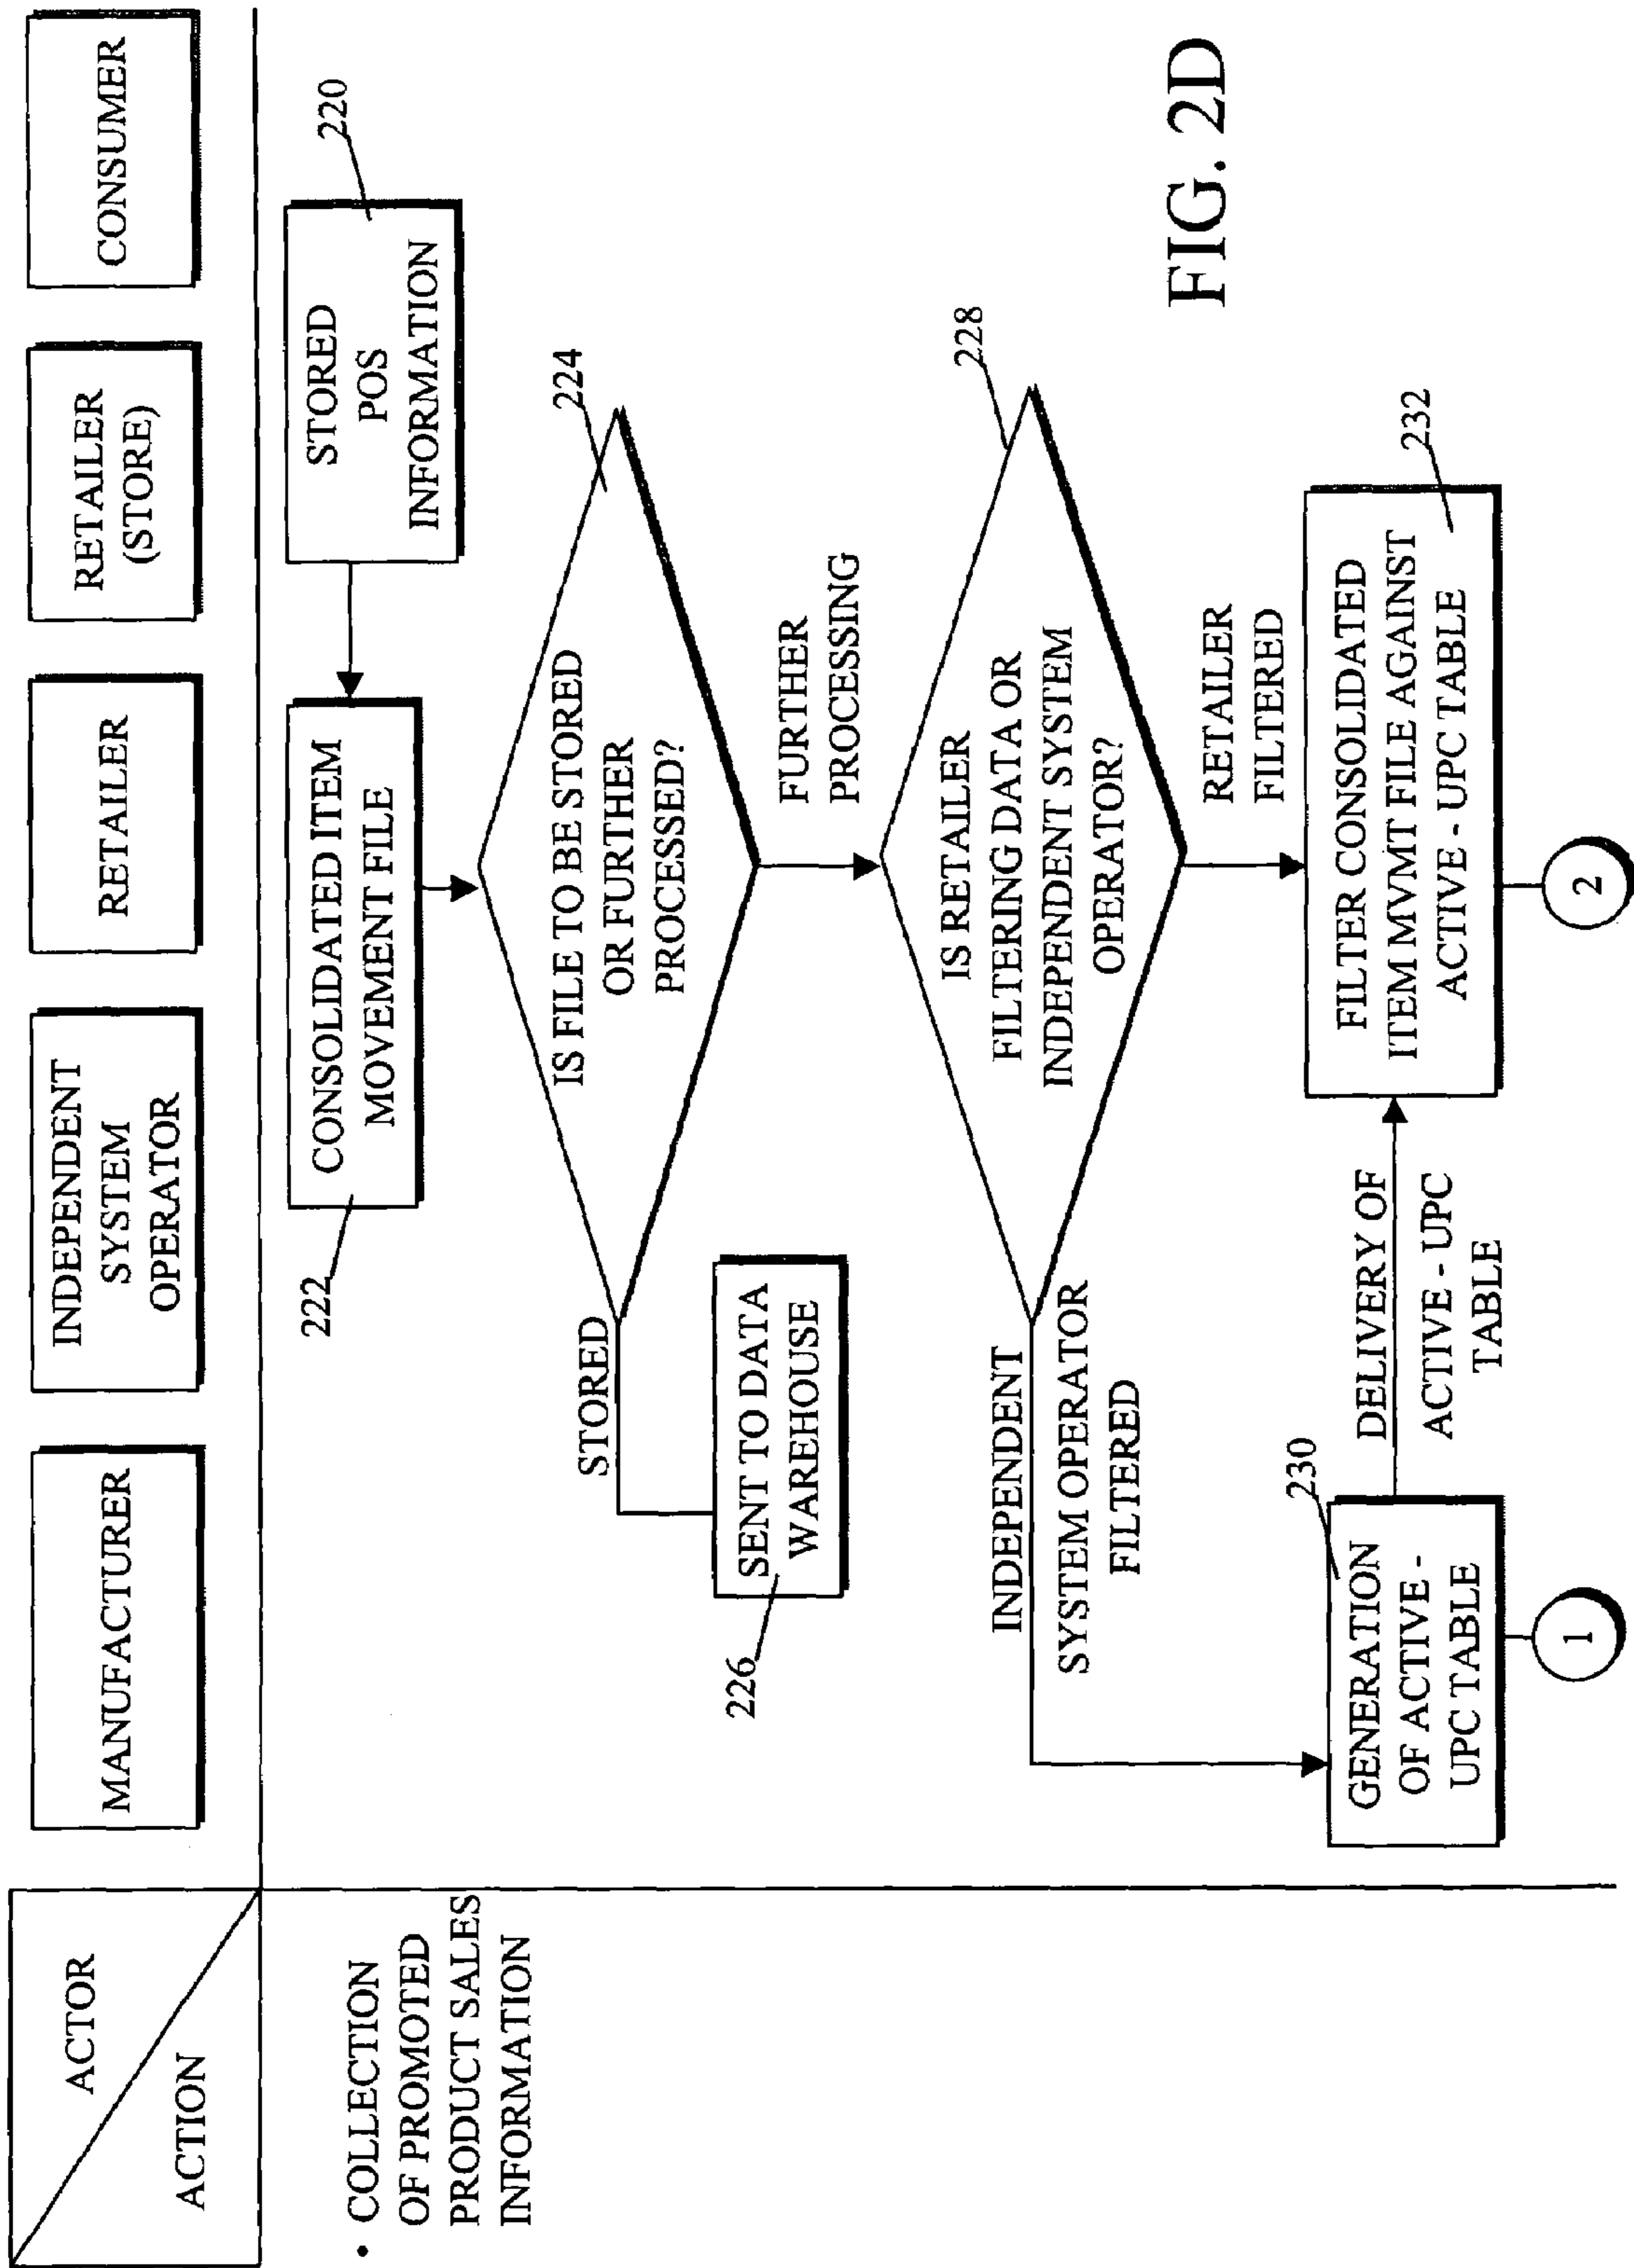 ACTOR
ACTION
MANUFACTURER
INDEPENDENT
SYSTEM
OPERATOR
RETAILER
RETAILER
(STORE)
CONSUMER
• COLLECTION
OF PROMOTED
PRODUCT SALES
INFORMATION
STORED
POS
INFORMATION
220
CONSOLIDATED ITEM
MOVEMENT FILE
222
IS FILE TO BE STORED
OR FURTHER
PROCESSED?
224
STORED
SENT TO DATA
WAREHOUSE
226
FURTHER
PROCESSING
IS RETAILER
FILTERING DATA OR
INDEPENDENT SYSTEM
OPERATOR?
228
INDEPENDENT
SYSTEM OPERATOR
FILTERED
RETAILER
FILTERED
GENERATION
OF ACTIVE -
UPC TABLE
230
DELIVERY OF
ACTIVE - UPC
TABLE
FILTER CONSOLIDATED
ITEM MVMT FILE AGAINST
ACTIVE - UPC TABLE
232
1
2
FIG. 2D